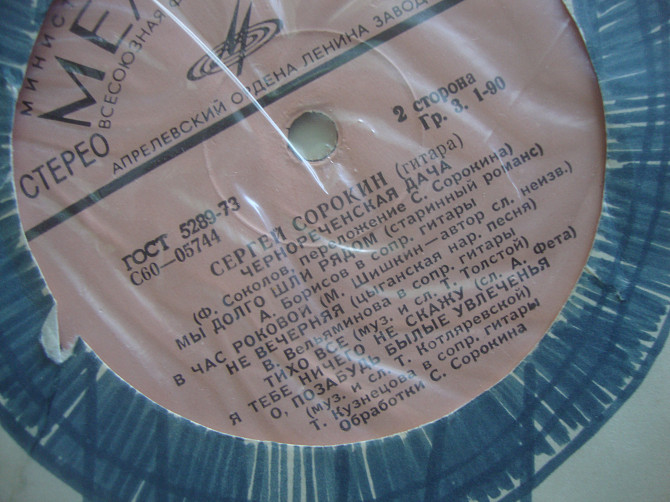 МИНИСТ
МЕЛ
ВСЕСОЮЗНАЯ Ф
СТЕРЕО
АПРЕЛЕВСКИЙ ОРДЕНА ЛЕНИНА ЗАВОД
2 сторона
Гр. 3. 1-90
ГОСТ 5289-73
С60—05744
СЕРГЕЙ СОРОКИН (гитара)
ЧЕРНОРЕЧЕНСКАЯ ДАЧА
(Ф. Соколов, переложение С. Сорокина)
МЫ ДОЛГО ШЛИ РЯДОМ (старинный романс)
А. Борисов в сопр. гитары
В ЧАС РОКОВОЙ (М. Шишкин—автор сл. неизв.)
НЕ ВЕЧЕРНЯЯ (цыганская нар. песня)
В. Вельяминова в сопр. гитары
ТИХО ВСЕ (муз. и сл. Т. Толстой)
Я ТЕБЕ НИЧЕГО НЕ СКАЖУ (сл. А. Фета)
О, ПОЗАБУДЬ БЫЛЫЕ УВЛЕЧЕНЬЯ
(муз. и сл. Т. Котляревской)
Т. Кузнецова в сопр. гитары
Обработки С. Сорокина